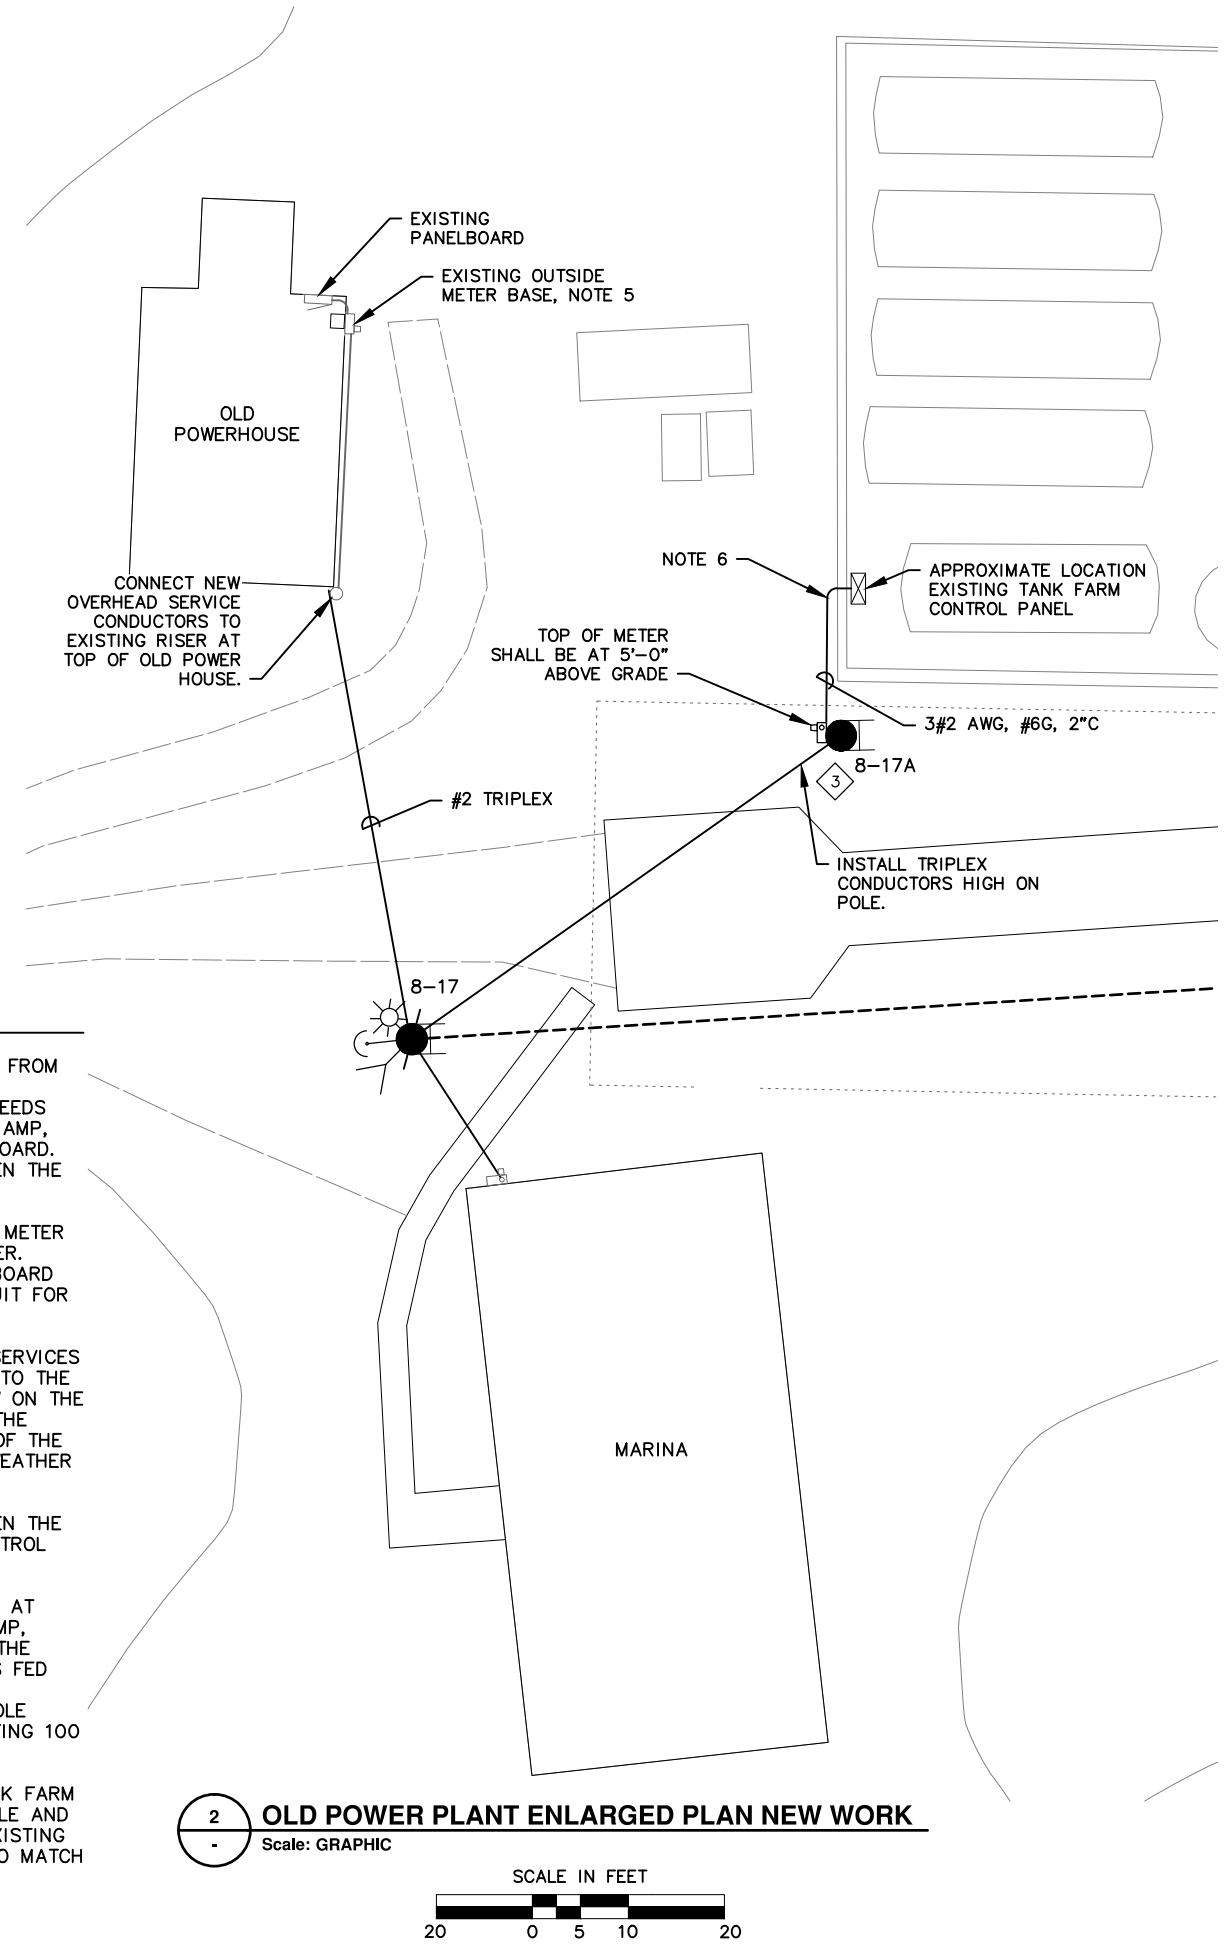 EXISTING
PANELBOARD
EXISTING OUTSIDE
METER BASE, NOTE 5
OLD
POWERHOUSE
CONNECT NEW
OVERHEAD SERVICE
CONDUCTORS TO
EXISTING RISER AT
TOP OF OLD POWER
HOUSE.
NOTE 6
APPROXIMATE LOCATION
EXISTING TANK FARM
CONTROL PANEL
TOP OF METER
SHALL BE AT 5'-0"
ABOVE GRADE
3#2 AWG, #6G, 2"C
8-17A
3
#2 TRIPLEX
INSTALL TRIPLEX
CONDUCTORS HIGH ON
POLE.
8-17
FROM
EEDS
AMP,
OARD.
EN THE
METER
ER.
BOARD
UIT FOR
SERVICES
TO THE
ON THE
THE
OF THE
EATHER
EN THE
TROL
AT
MP,
THE
FED
OLE
TING 100
K FARM
LE AND
XISTING
O MATCH
MARINA
2
-
OLD POWER PLANT ENLARGED PLAN NEW WORK
Scale: GRAPHIC
SCALE IN FEET
20 0 5 10 20